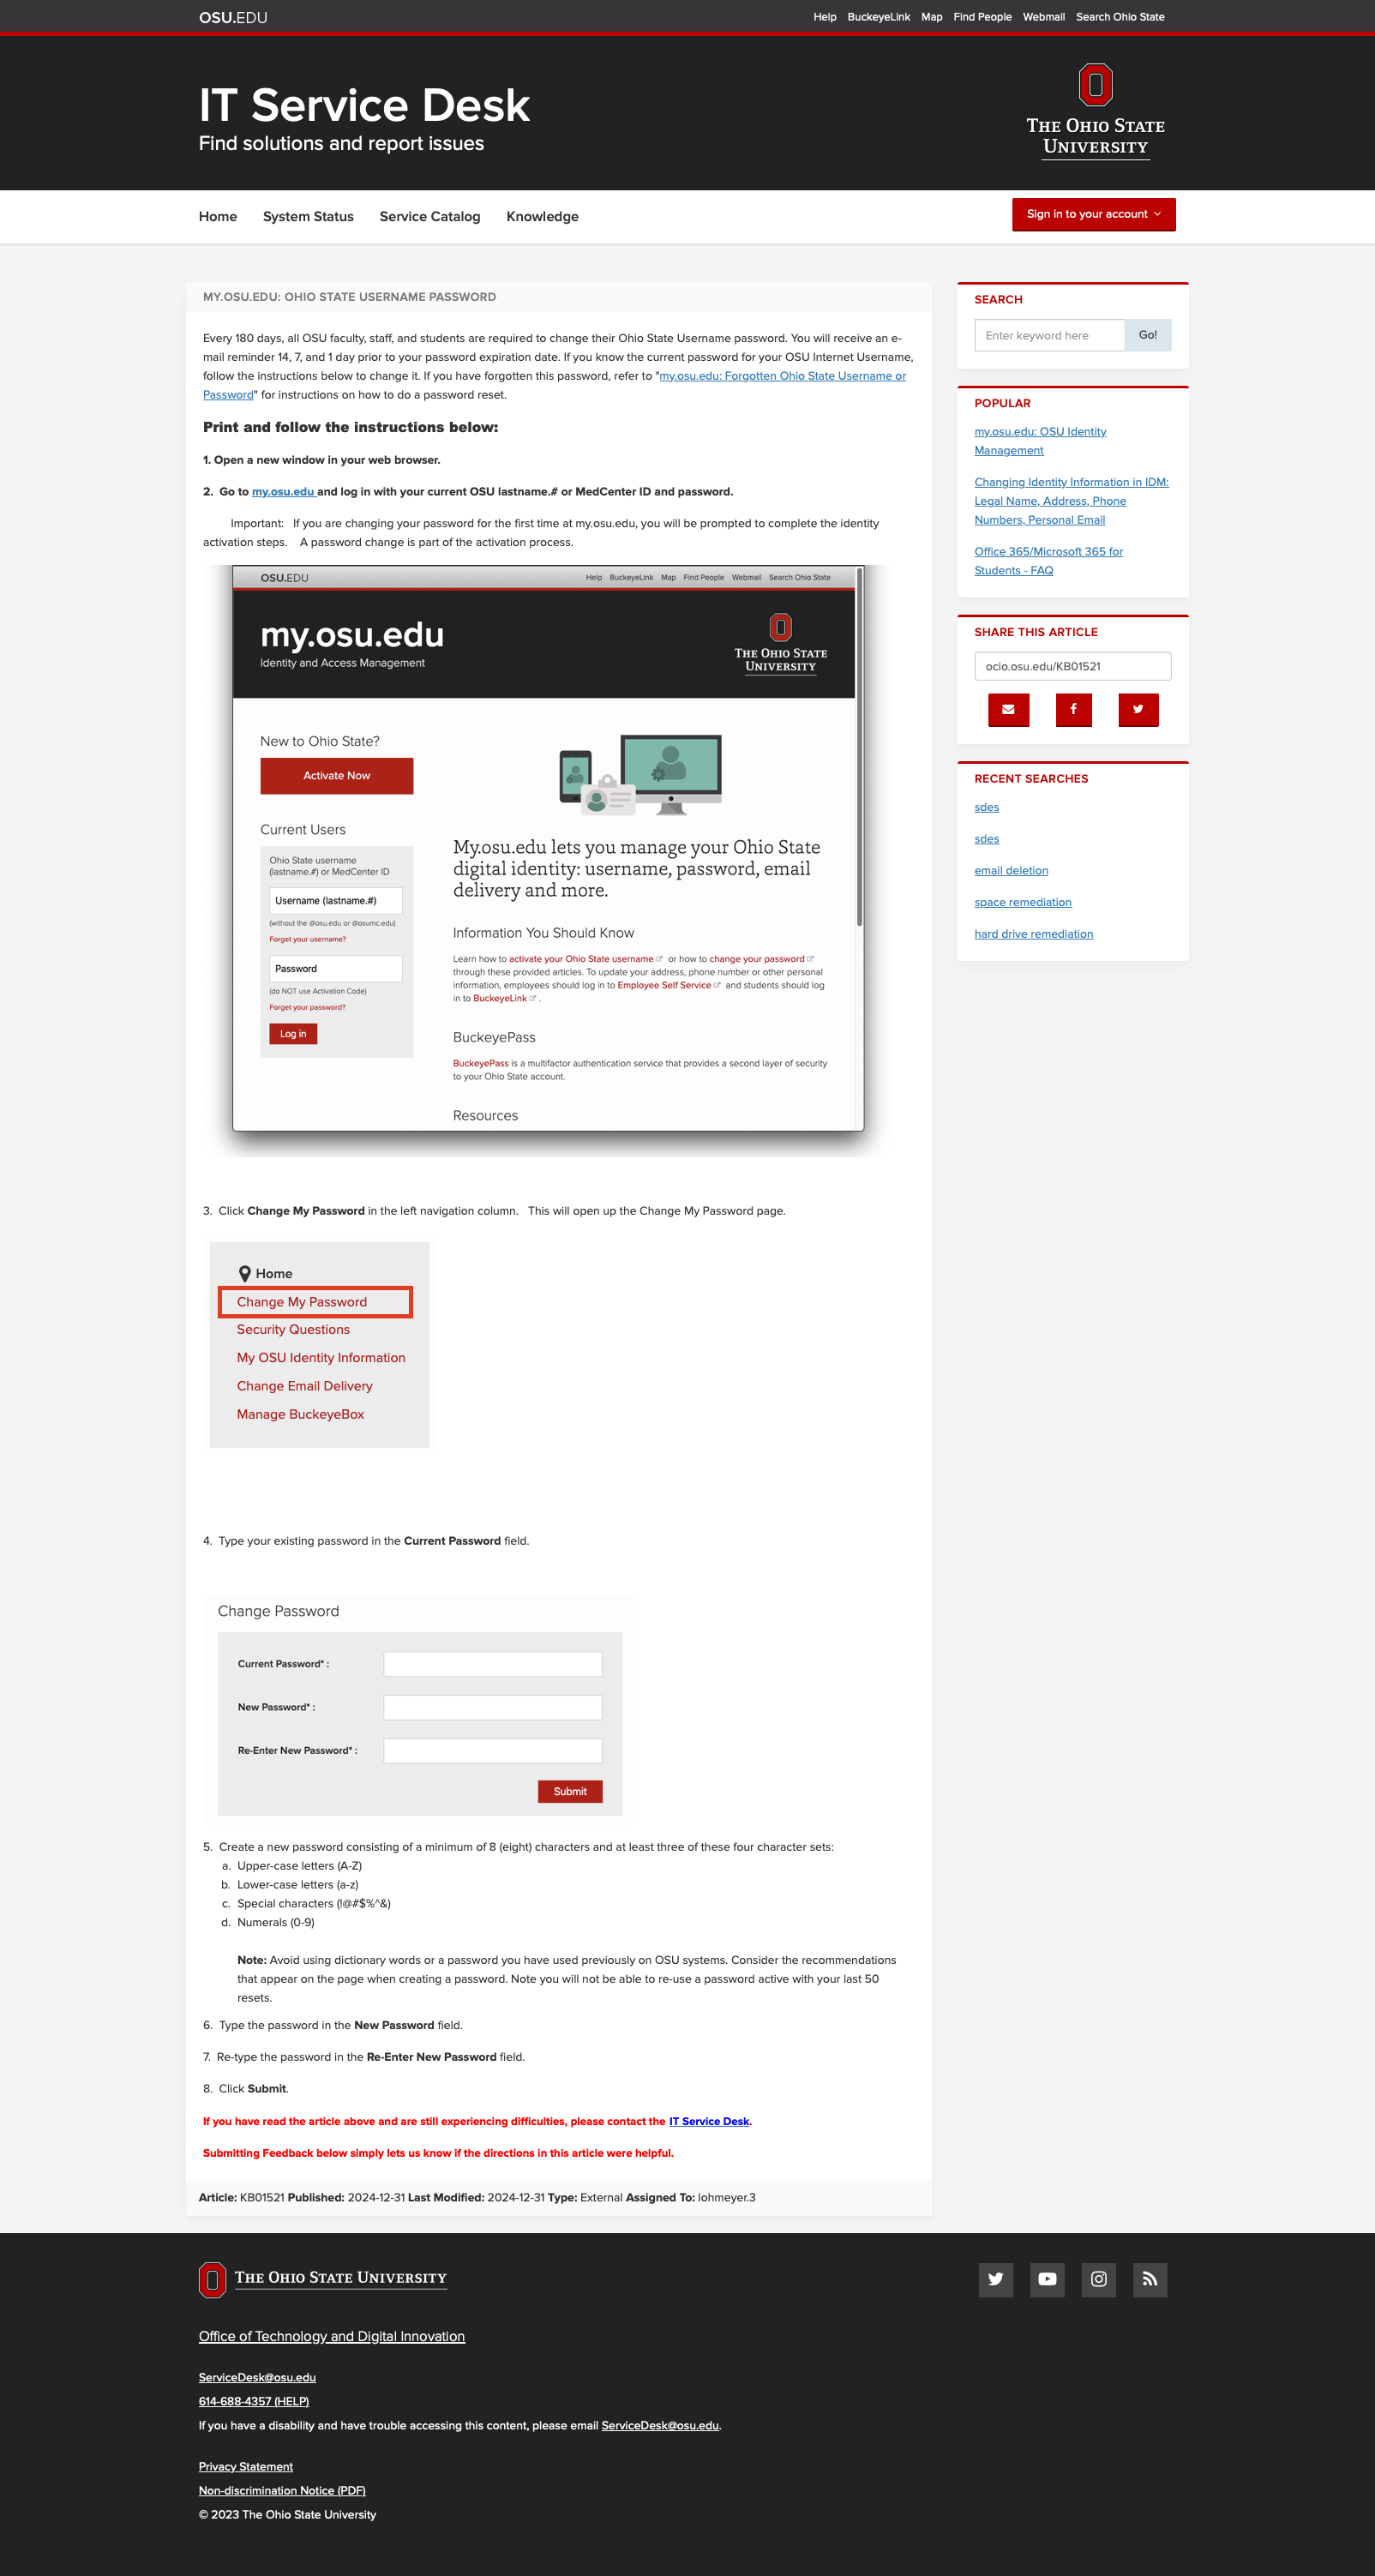 OSU.EDU
Help BuckeyeLink Map Find People Webmail Search Ohio State
IT Service Desk
Find solutions and report issues
THE OHIO STATE
UNIVERSITY
Home System Status Service Catalog Knowledge
Sign in to your account
MY.OSU.EDU: OHIO STATE USERNAME PASSWORD
Every 180 days, all OSU faculty, staff, and students are required to change their Ohio State Username password. You will receive an e-
mail reminder 14, 7, and 1 day prior to your password expiration date. If you know the current password for your OSU Internet Username,
follow the instructions below to change it. If you have forgotten this password, refer to "my.osu.edu: Forgotten Ohio State Username or
Password" for instructions on how to do a password reset.
Print and follow the instructions below:
1. Open a new window in your web browser.
2. Go to my.osu.edu and log in with your current OSU lastname.# or MedCenter ID and password.
Important: If you are changing your password for the first time at my.osu.edu, you will be prompted to complete the identity
activation steps. A password change is part of the activation process.
OSU.EDU
Help BuckeyeLink Map Find People Webmail Search Ohio State
my.osu.edu
Identity and Access Management
THE OHIO STATE
UNIVERSITY
New to Ohio State?
Activate Now
Current Users
Ohio State username
(lastname.#) or MedCenter ID
Username (lastname.#)
(without the @osu.edu or @osumc.edu)
Forget your username?
Password
(do NOT use Activation Code)
Forget your password?
Log in
My.osu.edu lets you manage your Ohio State
digital identity: username, password, email
delivery and more.
Information You Should Know
Learn how to activate your Ohio State username or how to change your password
through these provided articles. To update your address, phone number or other personal
information, employees should log in to Employee Self Service and students should log
in to BuckeyeLink .
BuckeyePass
BuckeyePass is a multifactor authentication service that provides a second layer of security
to your Ohio State account.
Resources
3. Click Change My Password in the left navigation column. This will open up the Change My Password page.
Home
Change My Password
Security Questions
My OSU Identity Information
Change Email Delivery
Manage BuckeyeBox
4. Type your existing password in the Current Password field.
Change Password
Current Password* :
New Password* :
Re-Enter New Password* :
Submit
5. Create a new password consisting of a minimum of 8 (eight) characters and at least three of these four character sets:
a. Upper-case letters (A-Z)
b. Lower-case letters (a-z)
c. Special characters (!@#$%^&)
d. Numerals (0-9)
Note: Avoid using dictionary words or a password you have used previously on OSU systems. Consider the recommendations
that appear on the page when creating a password. Note you will not be able to re-use a password active with your last 50
resets.
6. Type the password in the New Password field.
7. Re-type the password in the Re-Enter New Password field.
8. Click Submit.
If you have read the article above and are still experiencing difficulties, please contact the IT Service Desk.
Submitting Feedback below simply lets us know if the directions in this article were helpful.
Article: KB01521 Published: 2024-12-31 Last Modified: 2024-12-31 Type: External Assigned To: lohmeyer.3
SEARCH
Enter keyword here
Go!
POPULAR
my.osu.edu: OSU Identity
Management
Changing Identity Information in IDM:
Legal Name, Address, Phone
Numbers, Personal Email
Office 365/Microsoft 365 for
Students - FAQ
SHARE THIS ARTICLE
ocio.osu.edu/KB01521
RECENT SEARCHES
sdes
sdes
email deletion
space remediation
hard drive remediation
THE OHIO STATE UNIVERSITY
Office of Technology and Digital Innovation
ServiceDesk@osu.edu
614-688-4357 (HELP)
If you have a disability and have trouble accessing this content, please email ServiceDesk@osu.edu.
Privacy Statement
Non-discrimination Notice (PDF)
© 2023 The Ohio State University